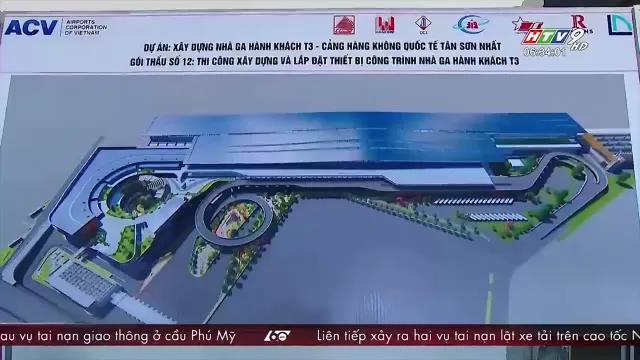 ACV
AIRPORTS
CORPORATION
OF VIETNAM
DỰ ÁN: XÂY DỰNG NHÀ GA HÀNH KHÁCH T3 - CẢNG HÀNG KHÔNG QUỐC TẾ TÂN SƠN NHẤT
GÓI THẦU SỐ 12: THI CÔNG XÂY DỰNG VÀ LẮP ĐẶT THIẾT BỊ CÔNG TRÌNH NHÀ GA HÀNH KHÁCH T3
HTV9 HD
06:34:01
au vụ tai nạn giao thông ở cầu Phú Mỹ
60
Liên tiếp xảy ra hai vụ tai nạn lật xe tải trên cao tốc N